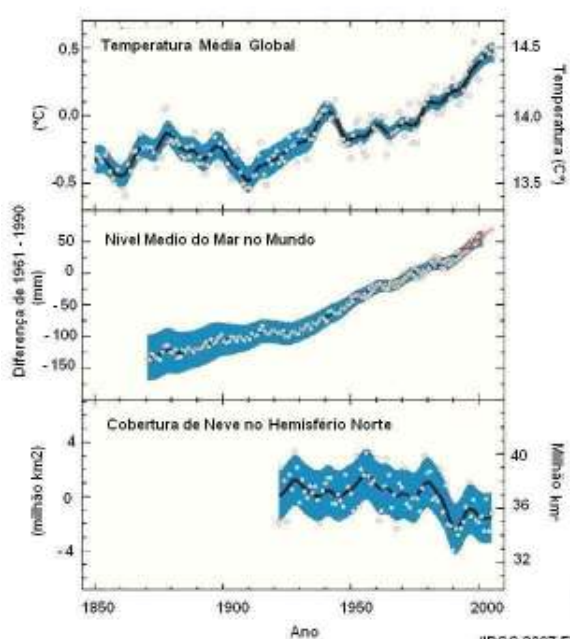 Temperatura Média Global
0.5
0.0
-0.5
(°C)
14.5
14.0
13.5
Temperatura (C°)
Nivel Medio do Mar no Mundo
50
0
-50
-100
-150
Diferença de 1961 - 1990
(mm)
Cobertura de Neve no Hemisfério Norte
4
0
-4
(milhão km2)
40
36
32
Milhão km²
1850
1900
1950
2000
Ano